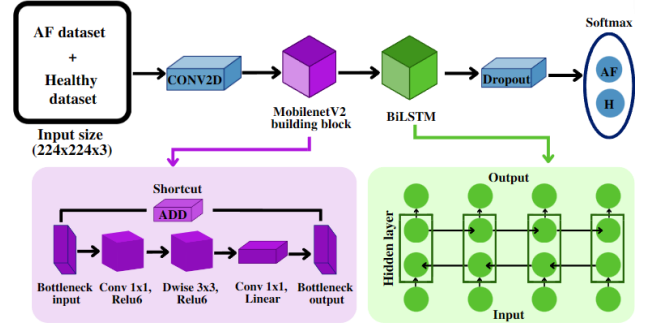 AF dataset
+
Healthy
dataset
Input size
(224x224x3)
CONV2D
MobilenetV2
building block
BiLSTM
Dropout
Softmax
AF
H
Shortcut
ADD
Bottleneck
input
Conv 1x1,
Relu6
Dwise 3x3,
Relu6
Conv 1x1,
Linear
Bottleneck
output
Output
Hidden layer
Input